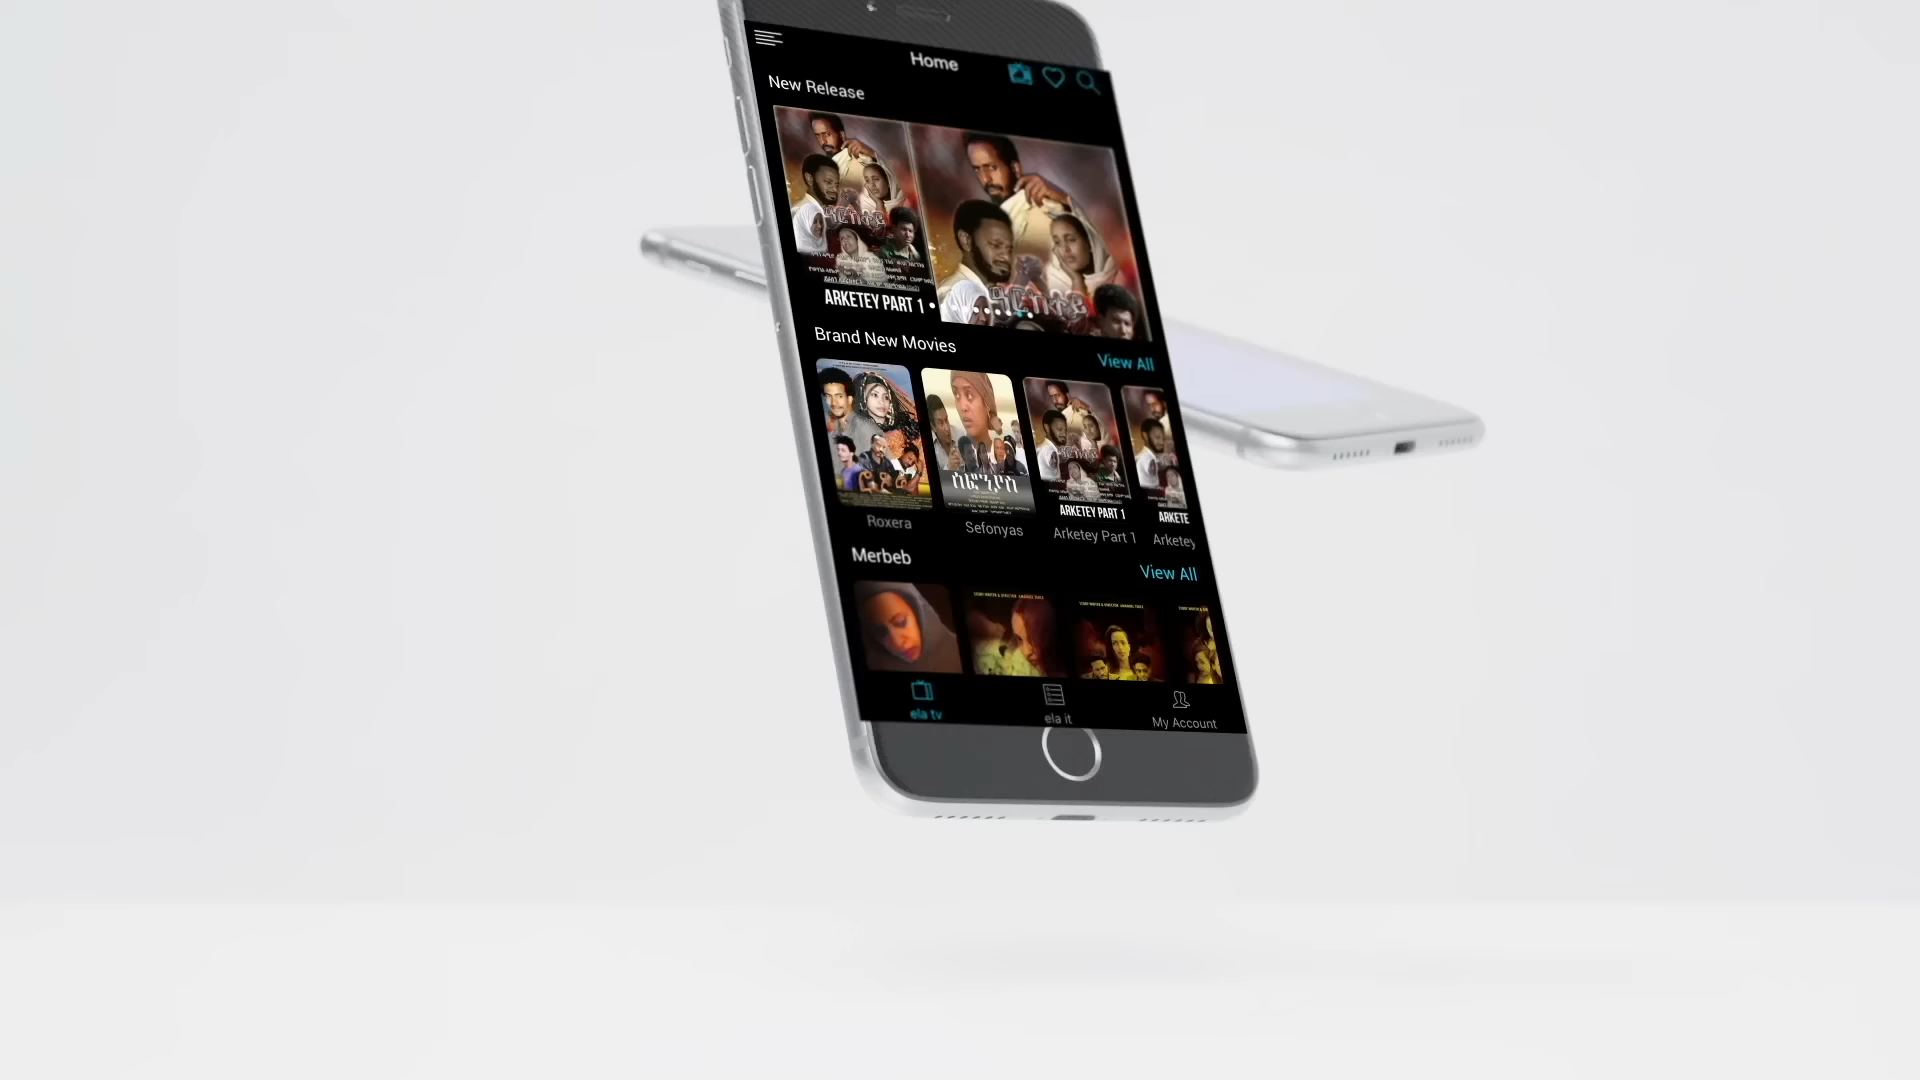 Home
New Release
ARKETEY PART 1
Brand New Movies
View All
ሰፎንያስ
ARKETEY PART 1
ARKETE
Roxera
Sefonyas
Arketey Part 1
Arketey
Merbeb
View All
ela tv
ela it
My Account